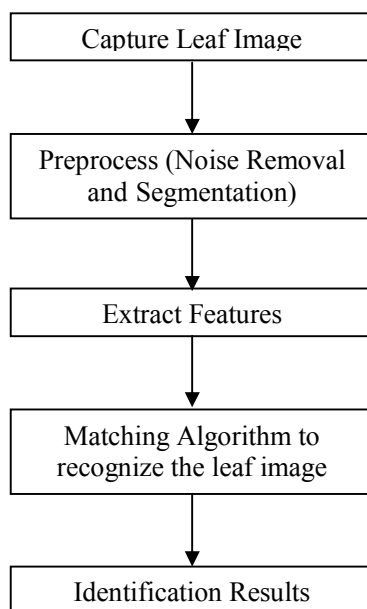 Capture Leaf Image
Preprocess (Noise Removal
and Segmentation)
Extract Features
Matching Algorithm to
recognize the leaf image
Identification Results